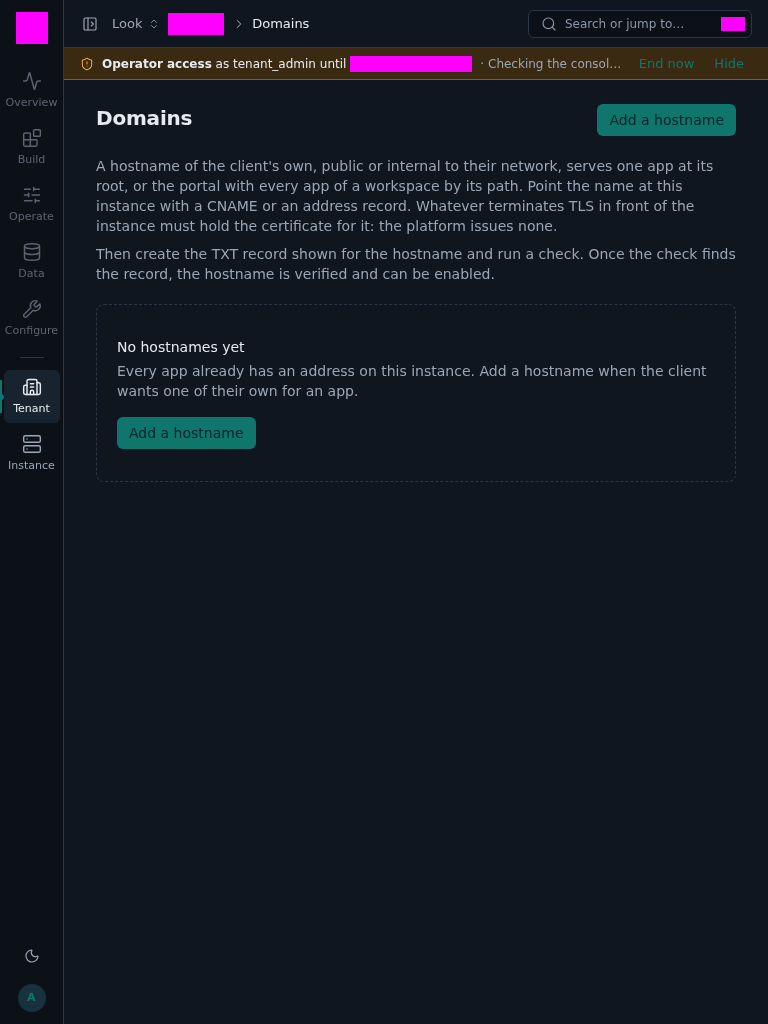 Look
Domains
Search or jump to…
Operator access as tenant_admin until
· Checking the consol…
End now
Hide
Overview
Build
Operate
Data
Configure
Tenant
Instance
A
Domains
Add a hostname
A hostname of the client's own, public or internal to their network, serves one app at its
root, or the portal with every app of a workspace by its path. Point the name at this
instance with a CNAME or an address record. Whatever terminates TLS in front of the
instance must hold the certificate for it: the platform issues none.
Then create the TXT record shown for the hostname and run a check. Once the check finds
the record, the hostname is verified and can be enabled.
No hostnames yet
Every app already has an address on this instance. Add a hostname when the client
wants one of their own for an app.
Add a hostname